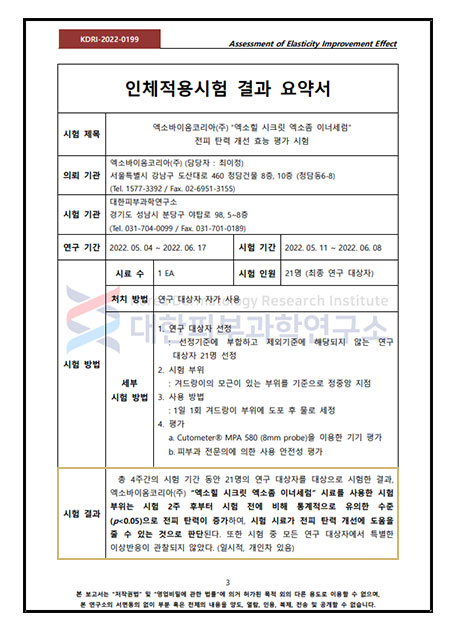 KDRI-2022-0199
Assessment of Elasticity Improvement Effect
인체적용시험 결과 요약서
시험 제목
엑소바이옴코리아(주) "엑소힐 시크릿 엑소좀 이너세럼"
전피 탄력 개선 효능 평가 시험
의뢰 기관
엑소바이옴코리아(주) (담당자 : 최이정)
서울특별시 강남구 도산대로 460 청담건물 8층, 10층 (청담동6-8)
(Tel. 1577-3392 / Fax. 02-6951-3155)
시험 기관
대한피부과학연구소
경기도 성남시 분당구 야탑로 98, 5~8층
(Tel. 031-704-0099 / Fax. 031-701-0189)
연구 기간
2022. 05. 04 ~ 2022. 06. 17
시험 기간
2022. 05. 11 ~ 2022. 06. 08
시험 방법
시료 수
1 EA
시험 인원
21명 (최종 연구 대상자)
처치 방법
연구 대상자 자가 사용
Research Institute
대한피부과학연구소
세부
시험 방법
1. 연구 대상자 선정
: 선정기준에 부합하고 제외기준에 해당되지 않는 연구
대상자 21명 선정
2. 시험 부위
: 겨드랑이의 모근이 있는 부위를 기준으로 정중앙 지점
3. 사용 방법
: 1일 1회 겨드랑이 부위에 도포 후 물로 세정
4. 평가
a. Cutometer® MPA 580 (8mm probe)을 이용한 기기 평가
b. 피부과 전문의에 의한 사용 안전성 평가
시험 결과
총 4주간의 시험 기간 동안 21명의 연구 대상자를 대상으로 시험한 결과,
엑소바이옴코리아(주) "엑소힐 시크릿 엑소좀 이너세럼" 시료를 사용한 시험
부위는 시험 2주 후부터 시험 전에 비해 통계적으로 유의한 수준
(p<0.05)으로 전피 탄력이 증가하여, 시험 시료가 전피 탄력 개선에 도움을
줄 수 있는 것으로 판단된다. 또한 시험 중 모든 연구 대상자에서 특별한
이상반응이 관찰되지 않았다. (일시적, 개인차 있음)
3
본 보고서는 "저작권법" 및 "영업비밀에 관한 법률"에 의거 허가된 목적 외의 다른 용도로 이용할 수 없으며,
본 연구소의 서면동의 없이 부분 혹은 전체의 내용을 양도, 열람, 인용, 복제, 전송 및 공개할 수 없습니다.